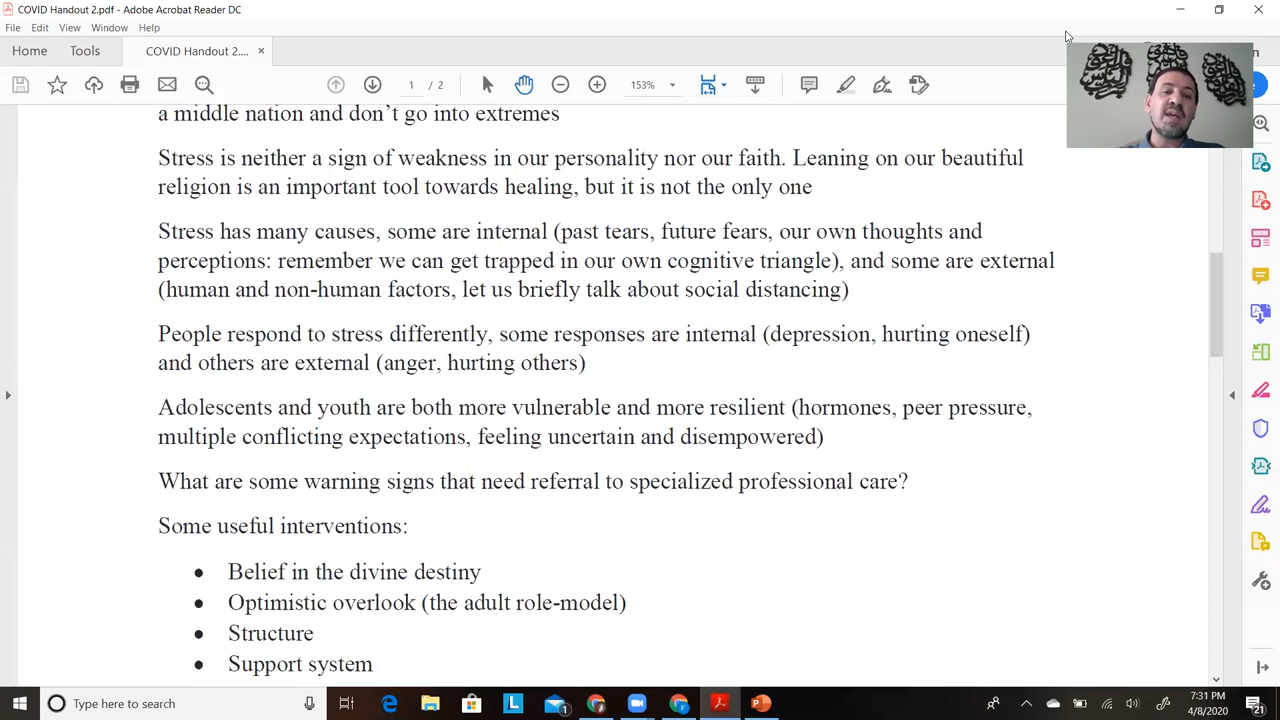 COVID Handout 2.pdf - Adobe Acrobat Reader DC
File Edit View Window Help
Home Tools COVID Handout 2.... ×
1 / 2 153%
a middle nation and don't go into extremes
Stress is neither a sign of weakness in our personality nor our faith. Leaning on our beautiful
religion is an important tool towards healing, but it is not the only one
Stress has many causes, some are internal (past tears, future fears, our own thoughts and
perceptions: remember we can get trapped in our own cognitive triangle), and some are external
(human and non-human factors, let us briefly talk about social distancing)
People respond to stress differently, some responses are internal (depression, hurting oneself)
and others are external (anger, hurting others)
Adolescents and youth are both more vulnerable and more resilient (hormones, peer pressure,
multiple conflicting expectations, feeling uncertain and disempowered)
What are some warning signs that need referral to specialized professional care?
Some useful interventions:
• Belief in the divine destiny
• Optimistic overlook (the adult role-model)
• Structure
• Support system
Type here to search
7:31 PM
4/8/2020
21